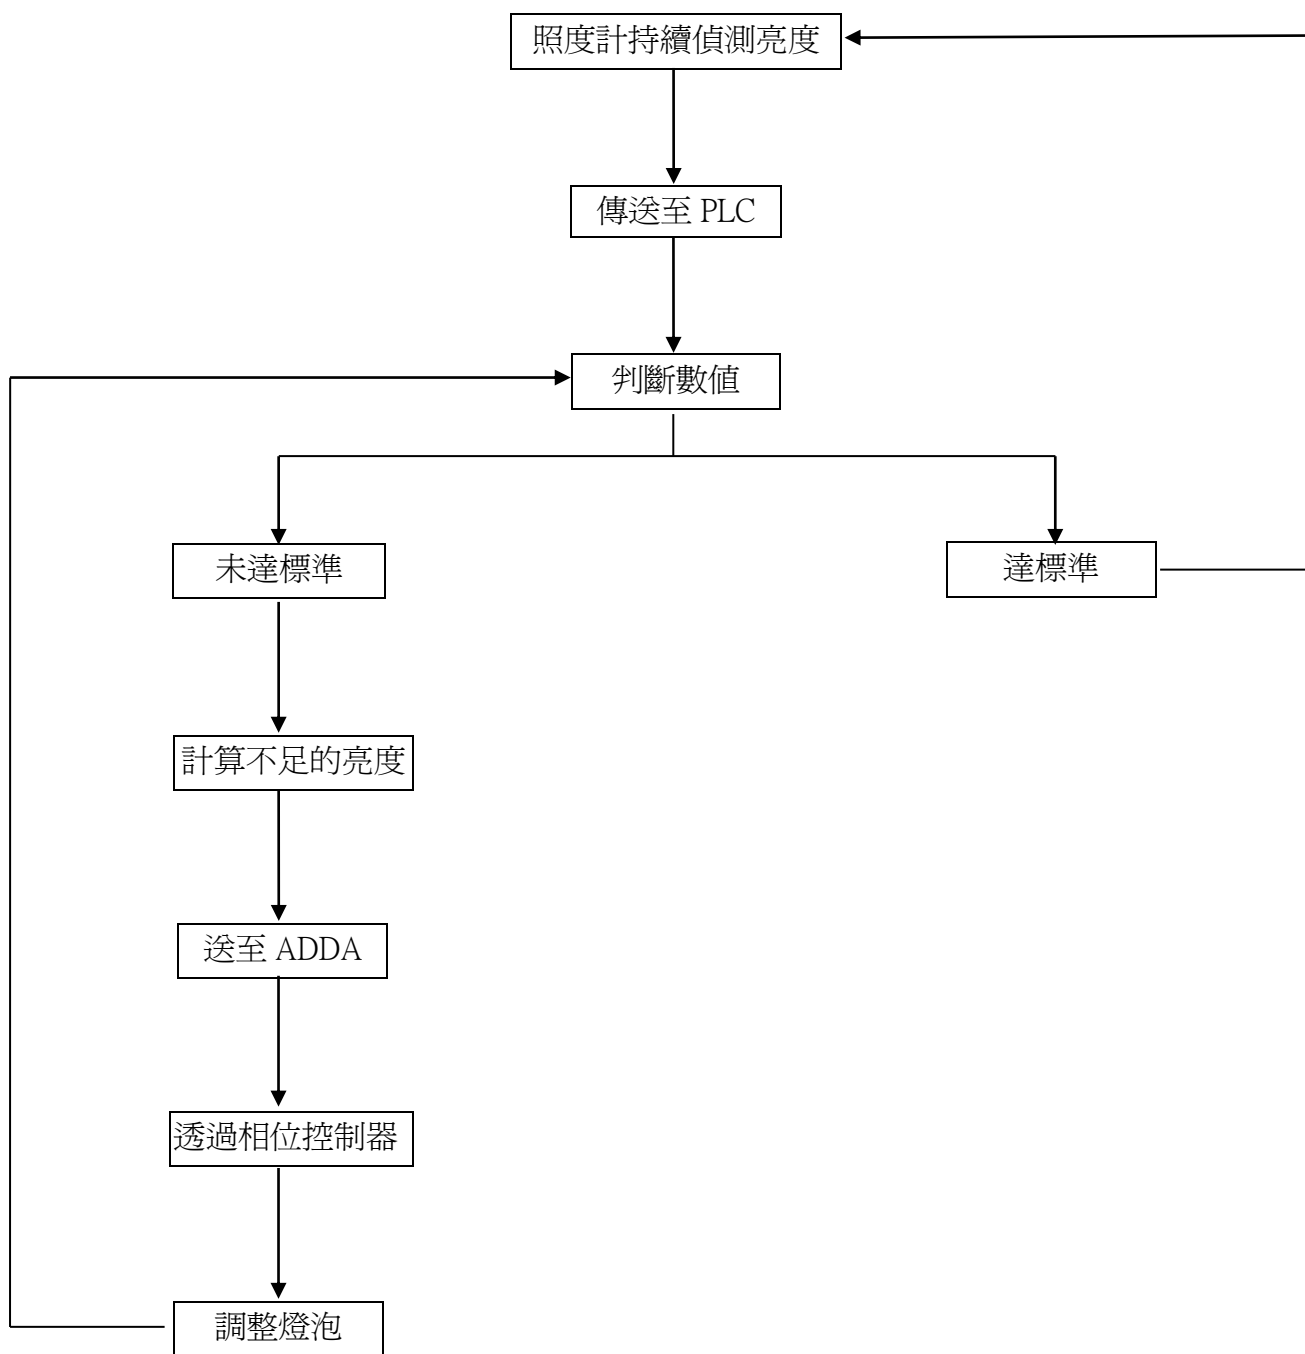 照度計持續偵測亮度
傳送至 PLC
判斷數值
未達標準
達標準
計算不足的亮度
送至 ADDA
透過相位控制器
調整燈泡